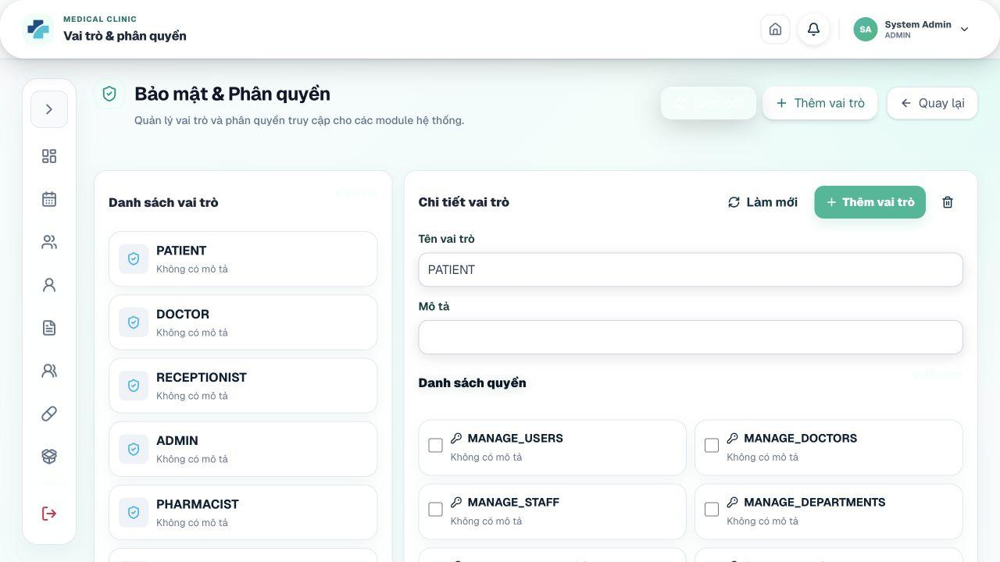 MEDICAL CLINIC
Vai trò & phân quyền
SA
System Admin
ADMIN
Bảo mật & Phân quyền
Quản lý vai trò và phân quyền truy cập cho các module hệ thống.
Làm mới
Thêm vai trò
Quay lại
Danh sách vai trò
PATIENT
Không có mô tả
DOCTOR
Không có mô tả
RECEPTIONIST
Không có mô tả
ADMIN
Không có mô tả
PHARMACIST
Không có mô tả
Chi tiết vai trò
Làm mới
Thêm vai trò
Tên vai trò
PATIENT
Mô tả
Danh sách quyền
MANAGE_USERS
Không có mô tả
MANAGE_DOCTORS
Không có mô tả
MANAGE_STAFF
Không có mô tả
MANAGE_DEPARTMENTS
Không có mô tả